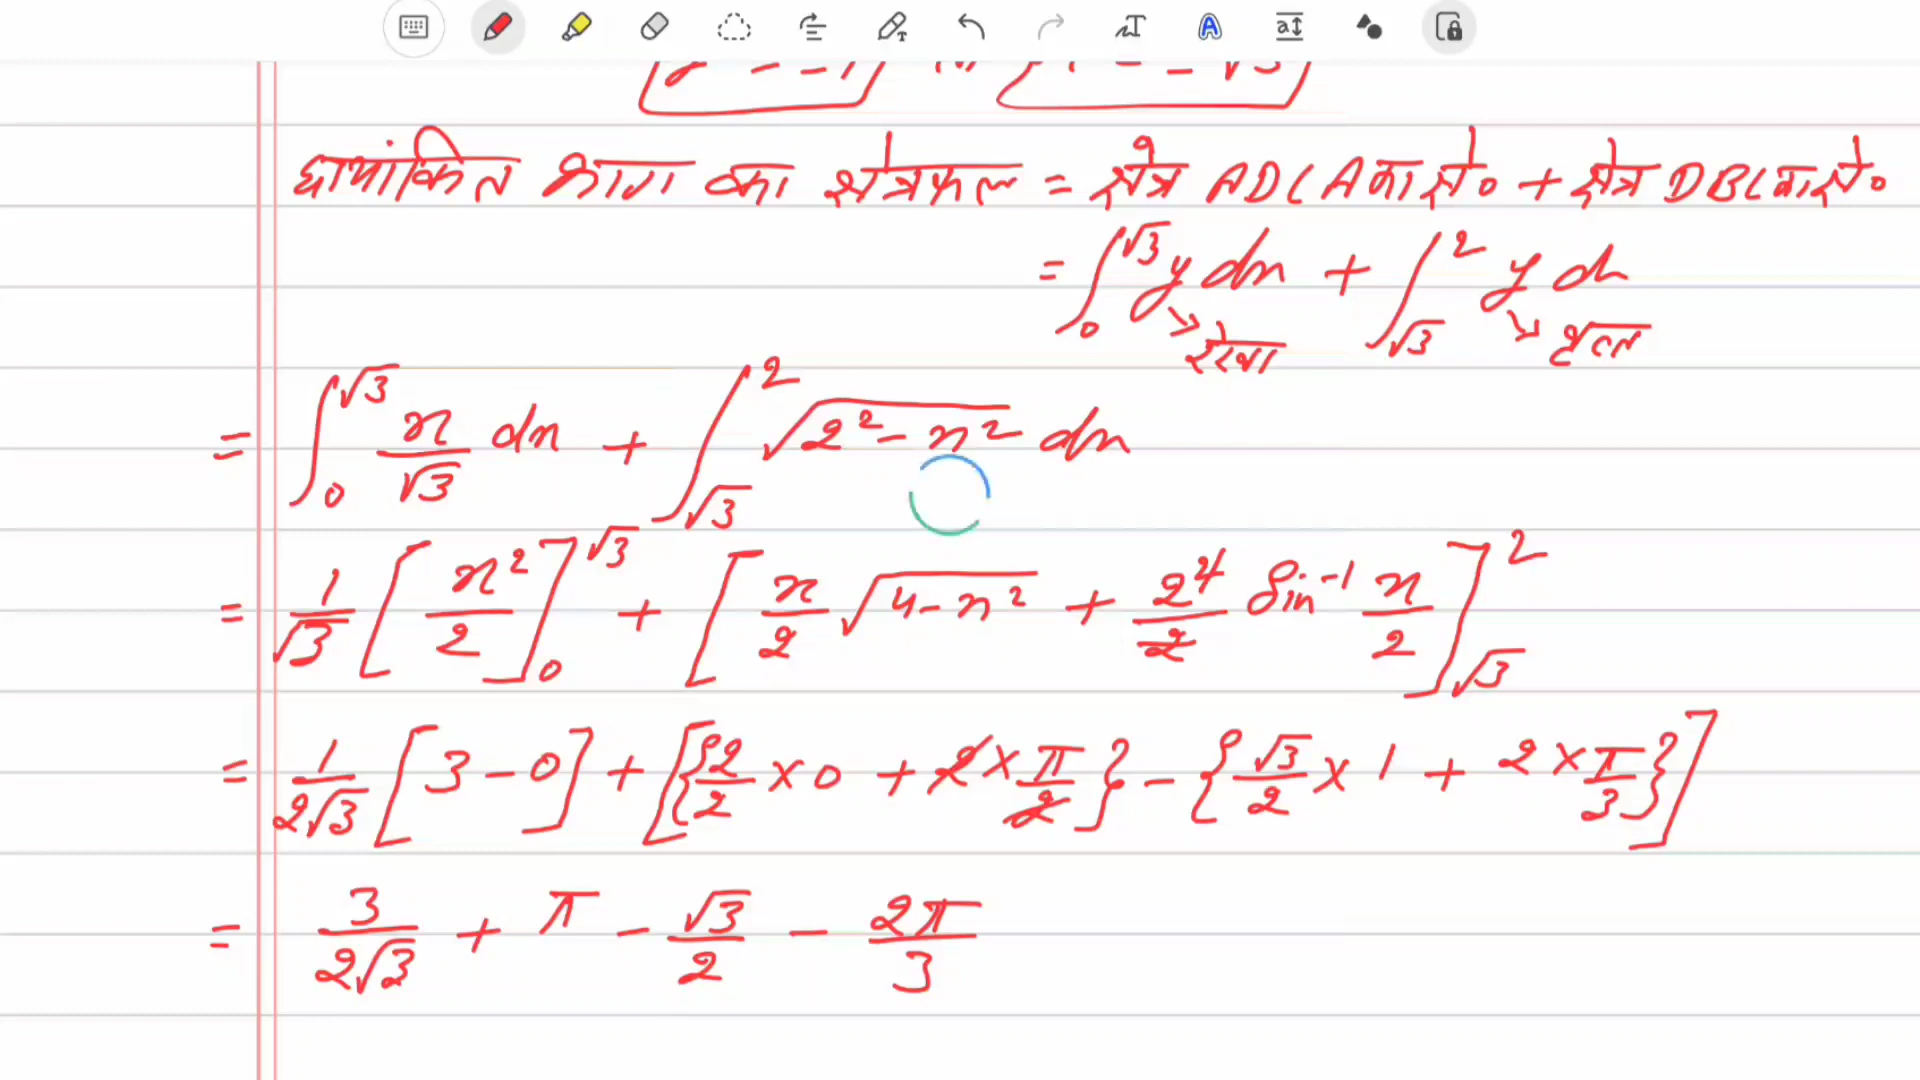 छायांकित भाग का क्षेत्रफल = क्षेत्र ADCA का क्षे० + क्षेत्र DBC का क्षे०
= ∫₀^√3 y dx + ∫_√3^2 y dx
रेखा वृत्त
= ∫₀^√3 x/√3 dx + ∫_√3^2 √(2² - x²) dx
= 1/√3 [x²/2]₀^√3 + [x/2 √(4 - x²) + 4/2 sin⁻¹ x/2]_√3^2
= 1/2√3 [3 - 0] + [{2/2 × 0 + 2 × π/2} - {√3/2 × 1 + 2 × π/3}]
= 3/2√3 + π - √3/2 - 2π/3